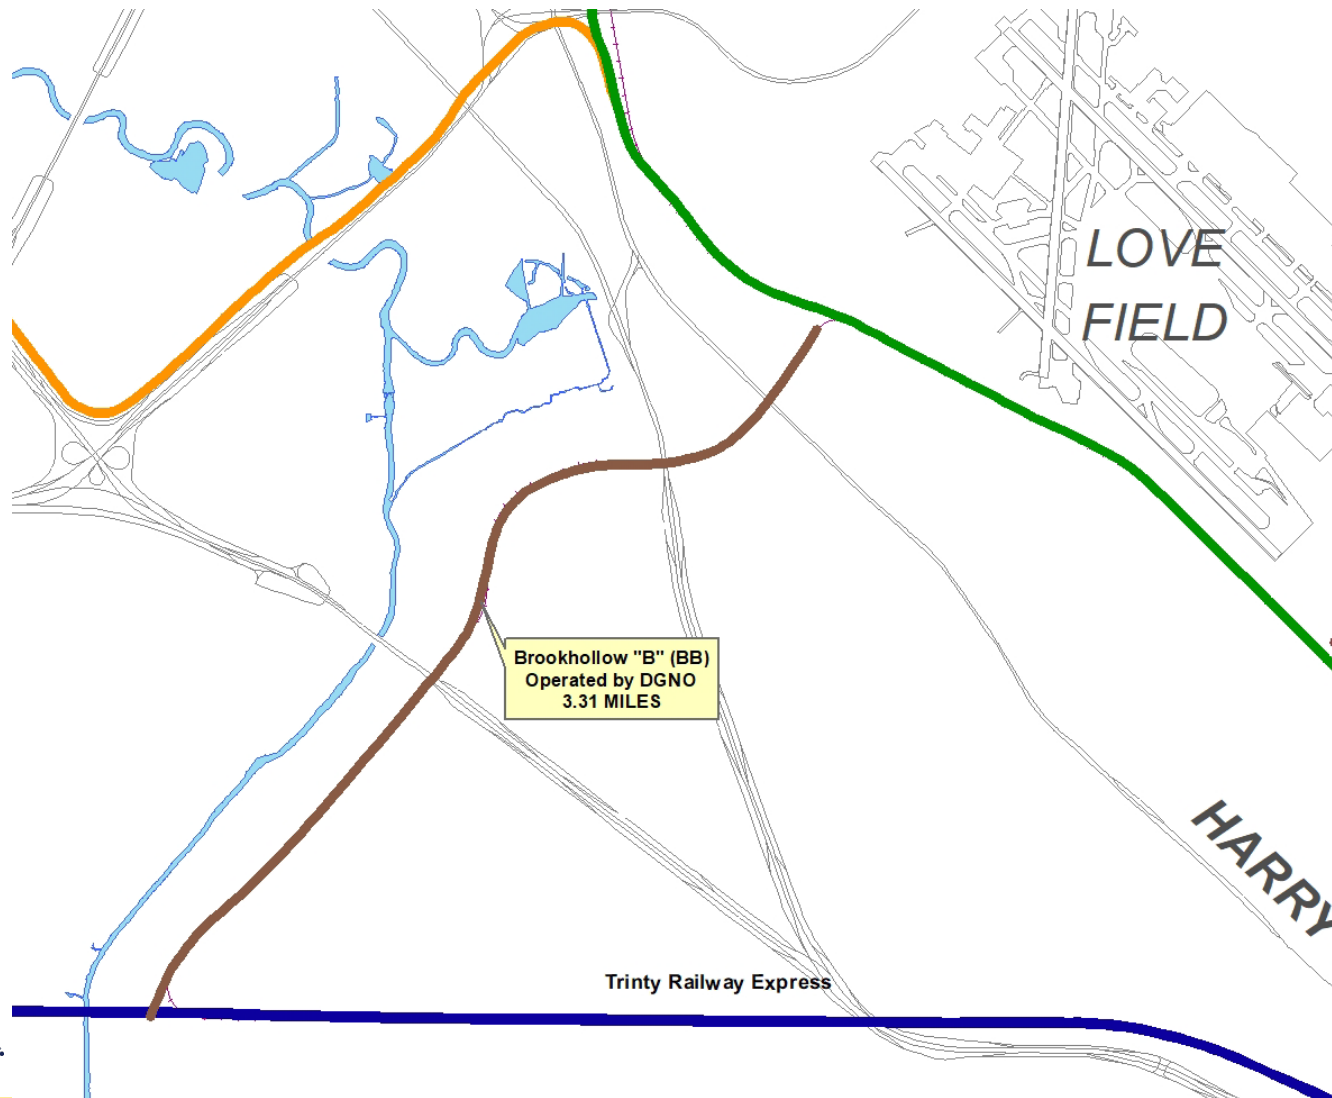 LOVE
FIELD
Brookhollow "B" (BB)
Operated by DGNO
3.31 MILES
HARRY
Trinty Railway Express